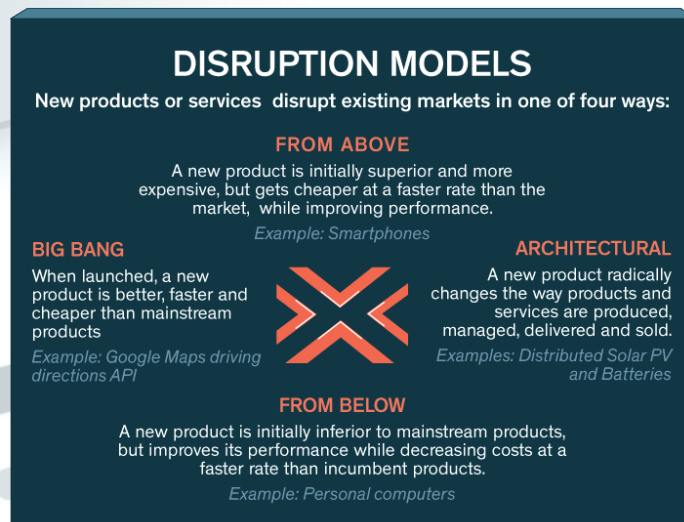 DISRUPTION MODELS
New products or services disrupt existing markets in one of four ways:
FROM ABOVE
A new product is initially superior and more
expensive, but gets cheaper at a faster rate than the
market, while improving performance.
Example: Smartphones
BIG BANG
When launched, a new
product is better, faster and
cheaper than mainstream
products
Example: Google Maps driving
directions API
ARCHITECTURAL
A new product radically
changes the way products and
services are produced,
managed, delivered and sold.
Examples: Distributed Solar PV
and Batteries
FROM BELOW
A new product is initially inferior to mainstream products,
but improves its performance while decreasing costs at a
faster rate than incumbent products.
Example: Personal computers